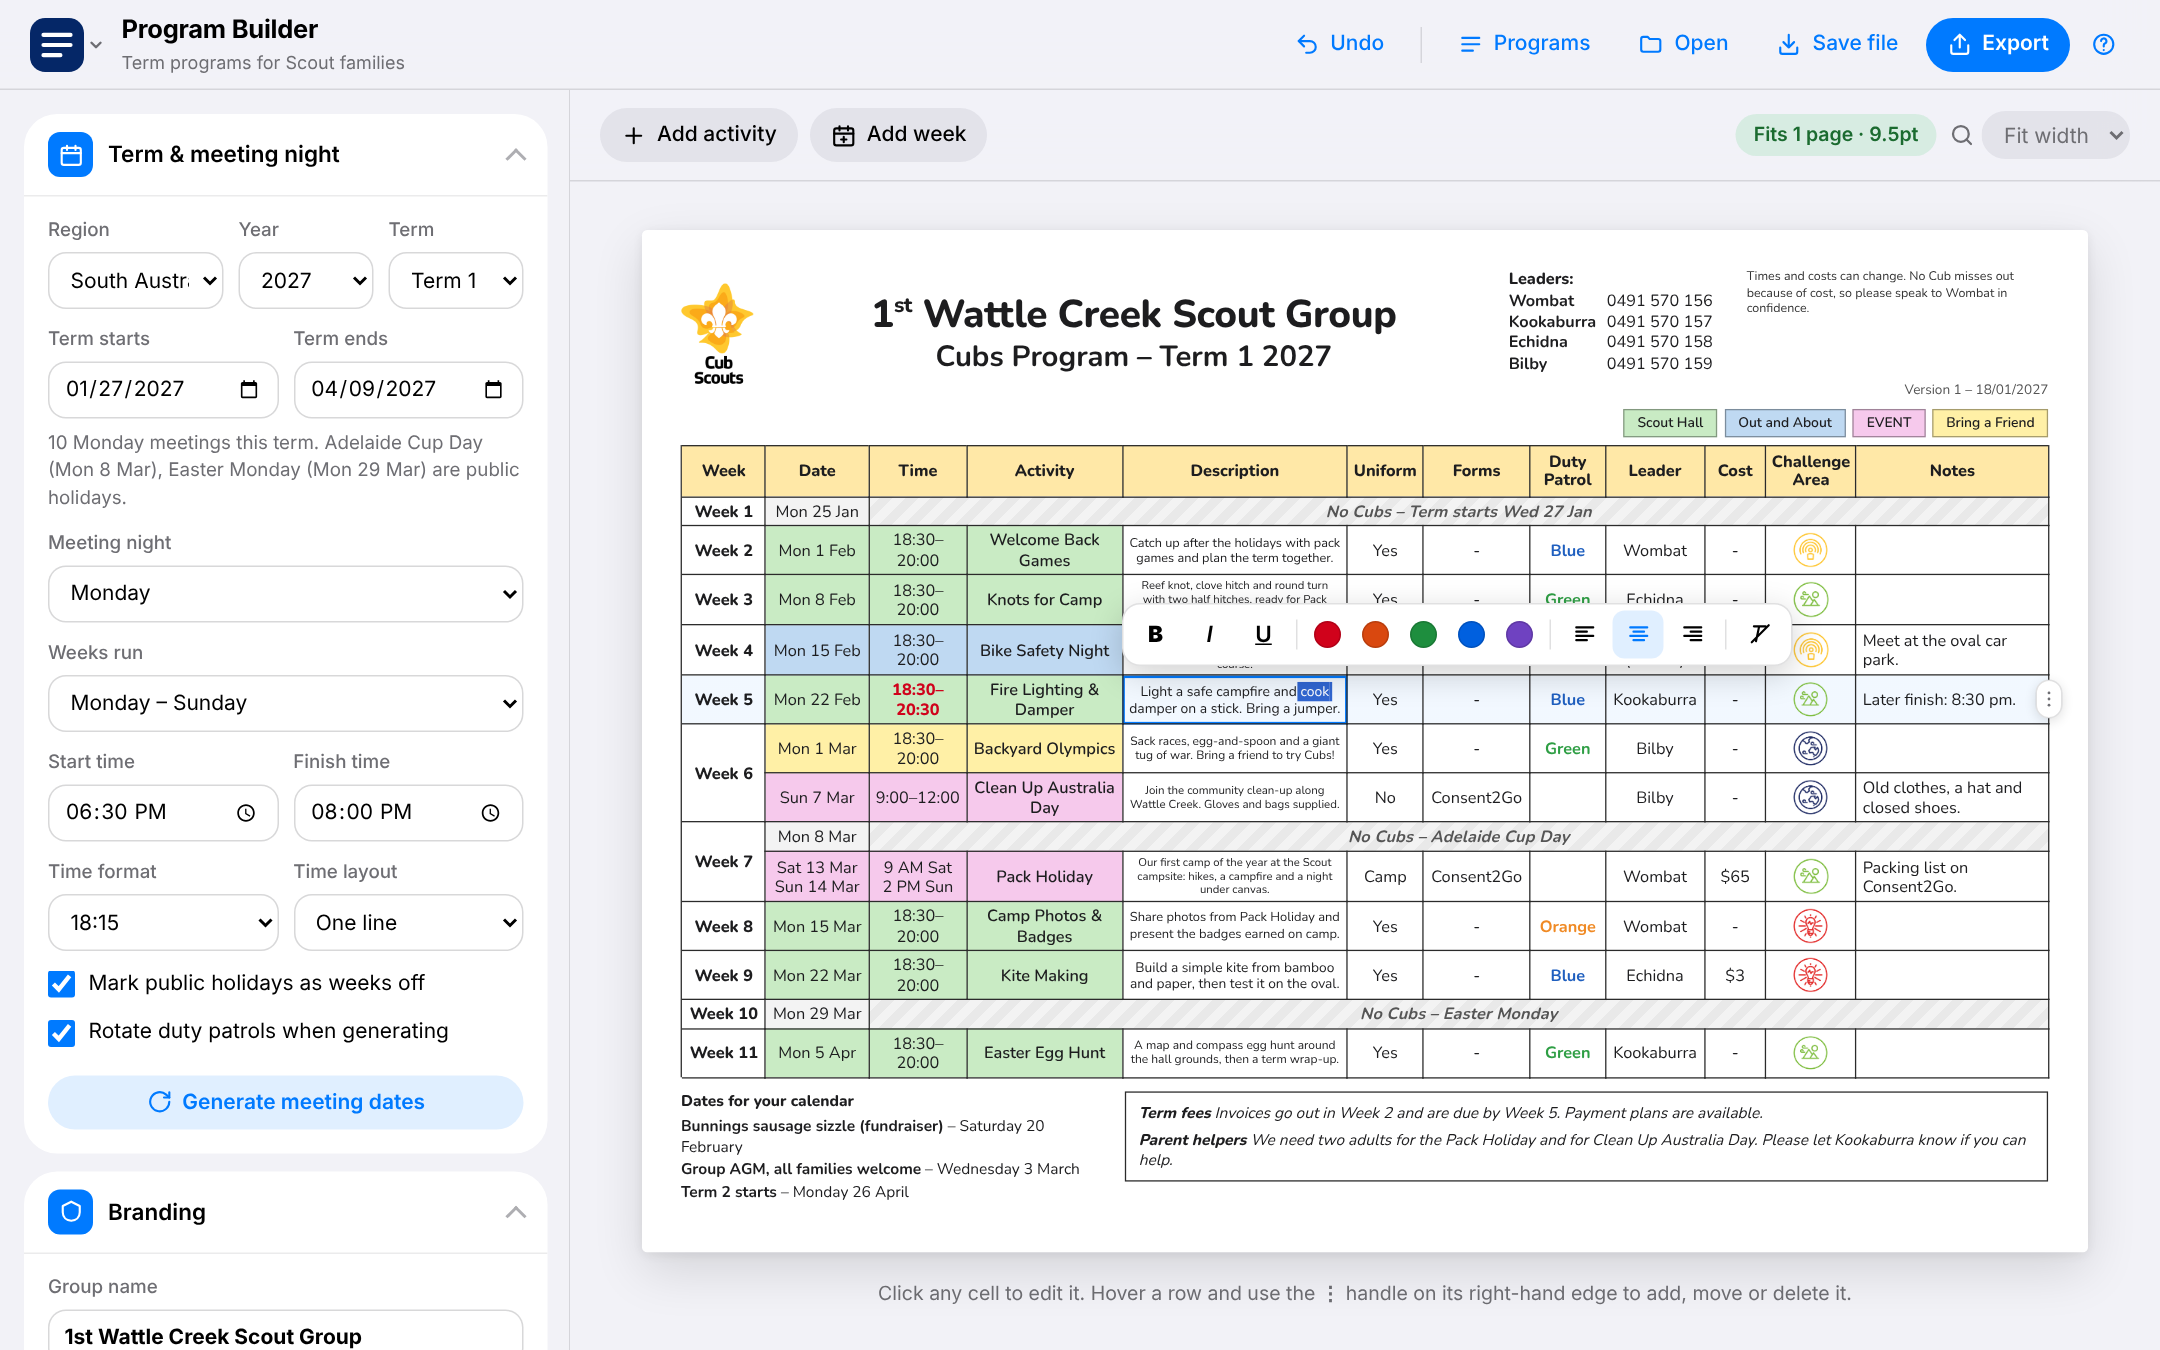 Program Builder
Term programs for Scout families
Undo
Programs
Open
Save file
Export
Term & meeting night
Region
Year
Term
South Austr
2027
Term 1
Term starts
Term ends
01/27/2027
04/09/2027
10 Monday meetings this term. Adelaide Cup Day
(Mon 8 Mar), Easter Monday (Mon 29 Mar) are public
holidays.
Meeting night
Monday
Weeks run
Monday – Sunday
Start time
Finish time
06:30 PM
08:00 PM
Time format
Time layout
18:15
One line
Mark public holidays as weeks off
Rotate duty patrols when generating
Generate meeting dates
Branding
Group name
1st Wattle Creek Scout Group
Add activity
Add week
Fits 1 page · 9.5pt
Fit width
Cub
Scouts
1st Wattle Creek Scout Group
Cubs Program – Term 1 2027
Leaders:
Wombat 0491 570 156
Kookaburra 0491 570 157
Echidna 0491 570 158
Bilby 0491 570 159
Times and costs can change. No Cub misses out
because of cost, so please speak to Wombat in
confidence.
Version 1 – 18/01/2027
Scout Hall
Out and About
EVENT
Bring a Friend
Week Date Time Activity Description Uniform Forms Duty Patrol Leader Cost Challenge Area Notes
Week 1 Mon 25 Jan No Cubs – Term starts Wed 27 Jan
Week 2 Mon 1 Feb 18:30–20:00 Welcome Back Games Catch up after the holidays with pack games and plan the term together. Yes - Blue Wombat -
Week 3 Mon 8 Feb 18:30–20:00 Knots for Camp Reef knot, clove hitch and round turn with two half hitches, ready for Pack Yes - Green Echidna -
B I U
Week 4 Mon 15 Feb 18:30–20:00 Bike Safety Night course. Meet at the oval car park.
Week 5 Mon 22 Feb 18:30–20:30 Fire Lighting & Damper Light a safe campfire and cook damper on a stick. Bring a jumper. Yes - Blue Kookaburra - Later finish: 8:30 pm.
Week 6 Mon 1 Mar 18:30–20:00 Backyard Olympics Sack races, egg-and-spoon and a giant tug of war. Bring a friend to try Cubs! Yes - Green Bilby -
Sun 7 Mar 9:00–12:00 Clean Up Australia Day Join the community clean-up along Wattle Creek. Gloves and bags supplied. No Consent2Go Bilby - Old clothes, a hat and closed shoes.
Week 7 Mon 8 Mar No Cubs – Adelaide Cup Day
Sat 13 Mar Sun 14 Mar 9 AM Sat 2 PM Sun Pack Holiday Our first camp of the year at the Scout campsite: hikes, a campfire and a night under canvas. Camp Consent2Go Wombat $65 Packing list on Consent2Go.
Week 8 Mon 15 Mar 18:30–20:00 Camp Photos & Badges Share photos from Pack Holiday and present the badges earned on camp. Yes - Orange Wombat -
Week 9 Mon 22 Mar 18:30–20:00 Kite Making Build a simple kite from bamboo and paper, then test it on the oval. Yes - Blue Echidna $3
Week 10 Mon 29 Mar No Cubs – Easter Monday
Week 11 Mon 5 Apr 18:30–20:00 Easter Egg Hunt A map and compass egg hunt around the hall grounds, then a term wrap-up. Yes - Green Kookaburra -
Dates for your calendar
Bunnings sausage sizzle (fundraiser) – Saturday 20
February
Group AGM, all families welcome – Wednesday 3 March
Term 2 starts – Monday 26 April
Term fees Invoices go out in Week 2 and are due by Week 5. Payment plans are available.
Parent helpers We need two adults for the Pack Holiday and for Clean Up Australia Day. Please let Kookaburra know if you can
help.
Click any cell to edit it. Hover a row and use the ⋮ handle on its right-hand edge to add, move or delete it.